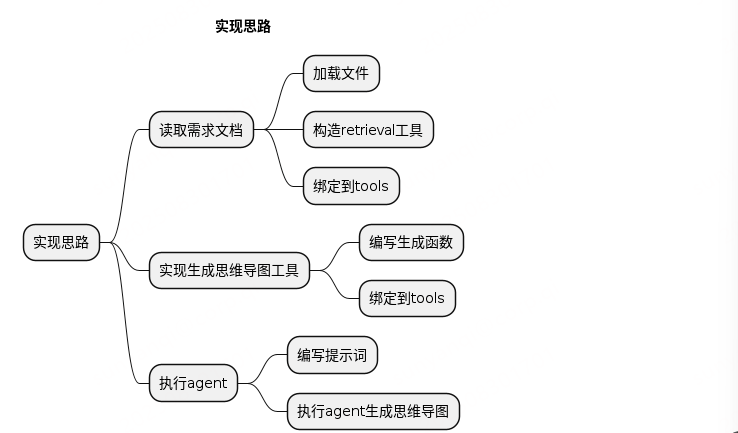 实现思路
加载文件
读取需求文档
构造retrieval工具
绑定到tools
实现思路
编写生成函数
实现生成思维导图工具
绑定到tools
编写提示词
执行agent
执行agent生成思维导图